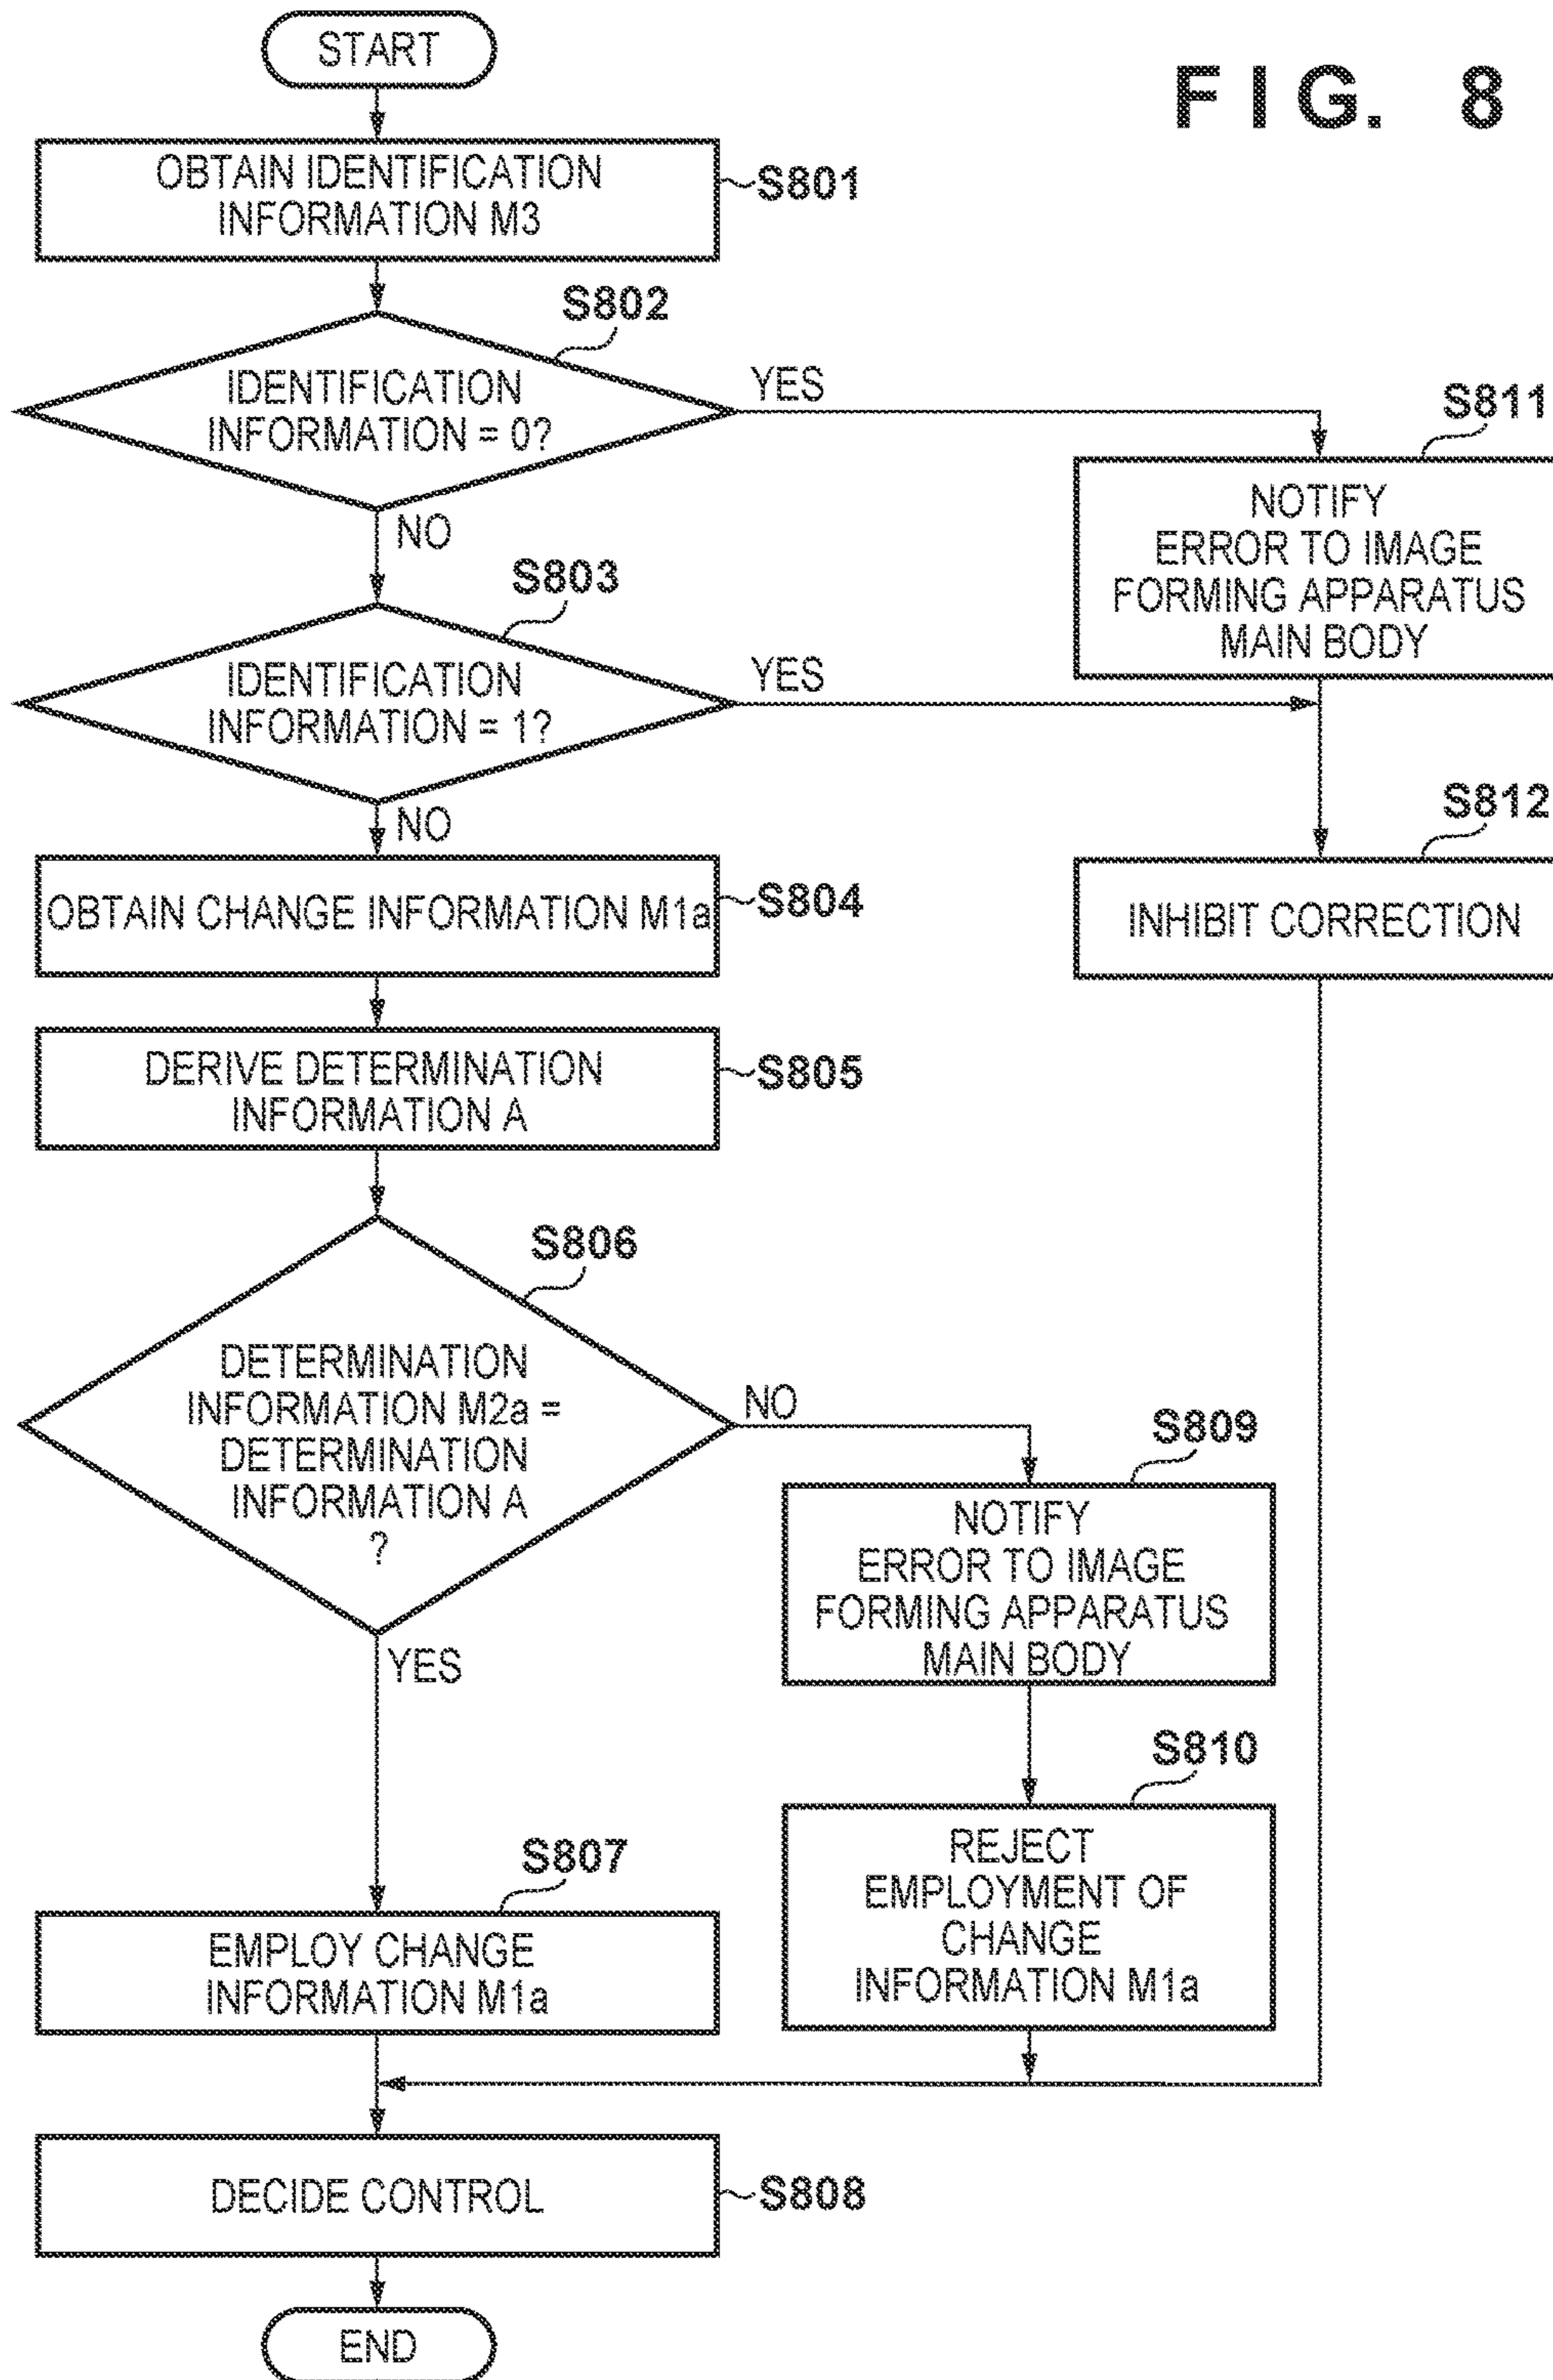 FIG. 8
START
OBTAIN IDENTIFICATION
INFORMATION M3
S801
S802
IDENTIFICATION
INFORMATION = 0?
YES
NO
S811
NOTIFY
ERROR TO IMAGE
FORMING APPARATUS
MAIN BODY
S803
IDENTIFICATION
INFORMATION = 1?
YES
NO
S812
INHIBIT CORRECTION
OBTAIN CHANGE INFORMATION M1a
S804
DERIVE DETERMINATION
INFORMATION A
S805
S806
DETERMINATION
INFORMATION M2a =
DETERMINATION
INFORMATION A
?
NO
YES
S809
NOTIFY
ERROR TO IMAGE
FORMING APPARATUS
MAIN BODY
S810
REJECT
EMPLOYMENT OF
CHANGE
INFORMATION M1a
S807
EMPLOY CHANGE
INFORMATION M1a
DECIDE CONTROL
S808
END